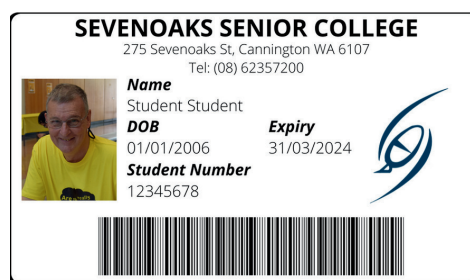 SEVENOAKS SENIOR COLLEGE
275 Sevenoaks St, Cannington WA 6107
Tel: (08) 62357200
Name
Student Student
DOB Expiry
01/01/2006 31/03/2024
Student Number
12345678